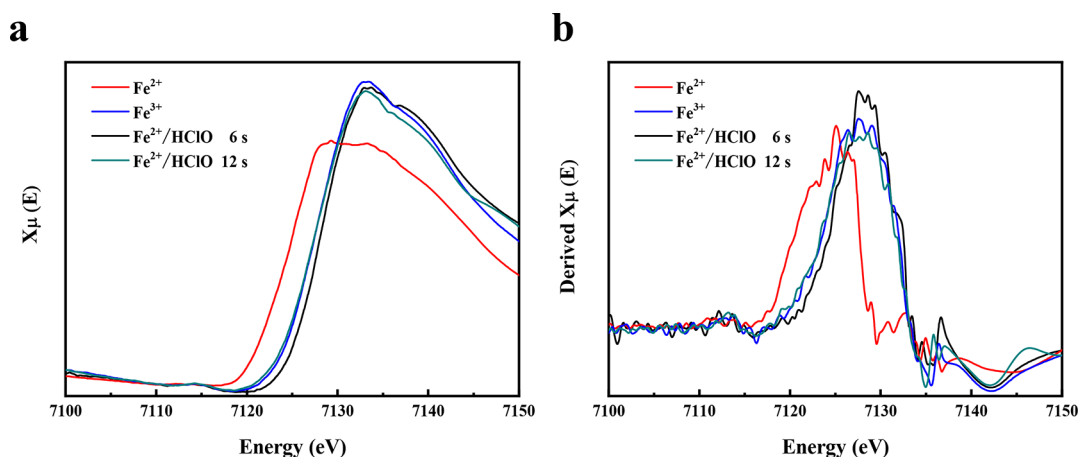 a
Fe²⁺
Fe³⁺
Fe²⁺/HClO 6 s
Fe²⁺/HClO 12 s
Xμ (E)
7100 7110 7120 7130 7140 7150
Energy (eV)
b
Fe²⁺
Fe³⁺
Fe²⁺/HClO 6 s
Fe²⁺/HClO 12 s
Derived Xμ (E)
7100 7110 7120 7130 7140 7150
Energy (eV)